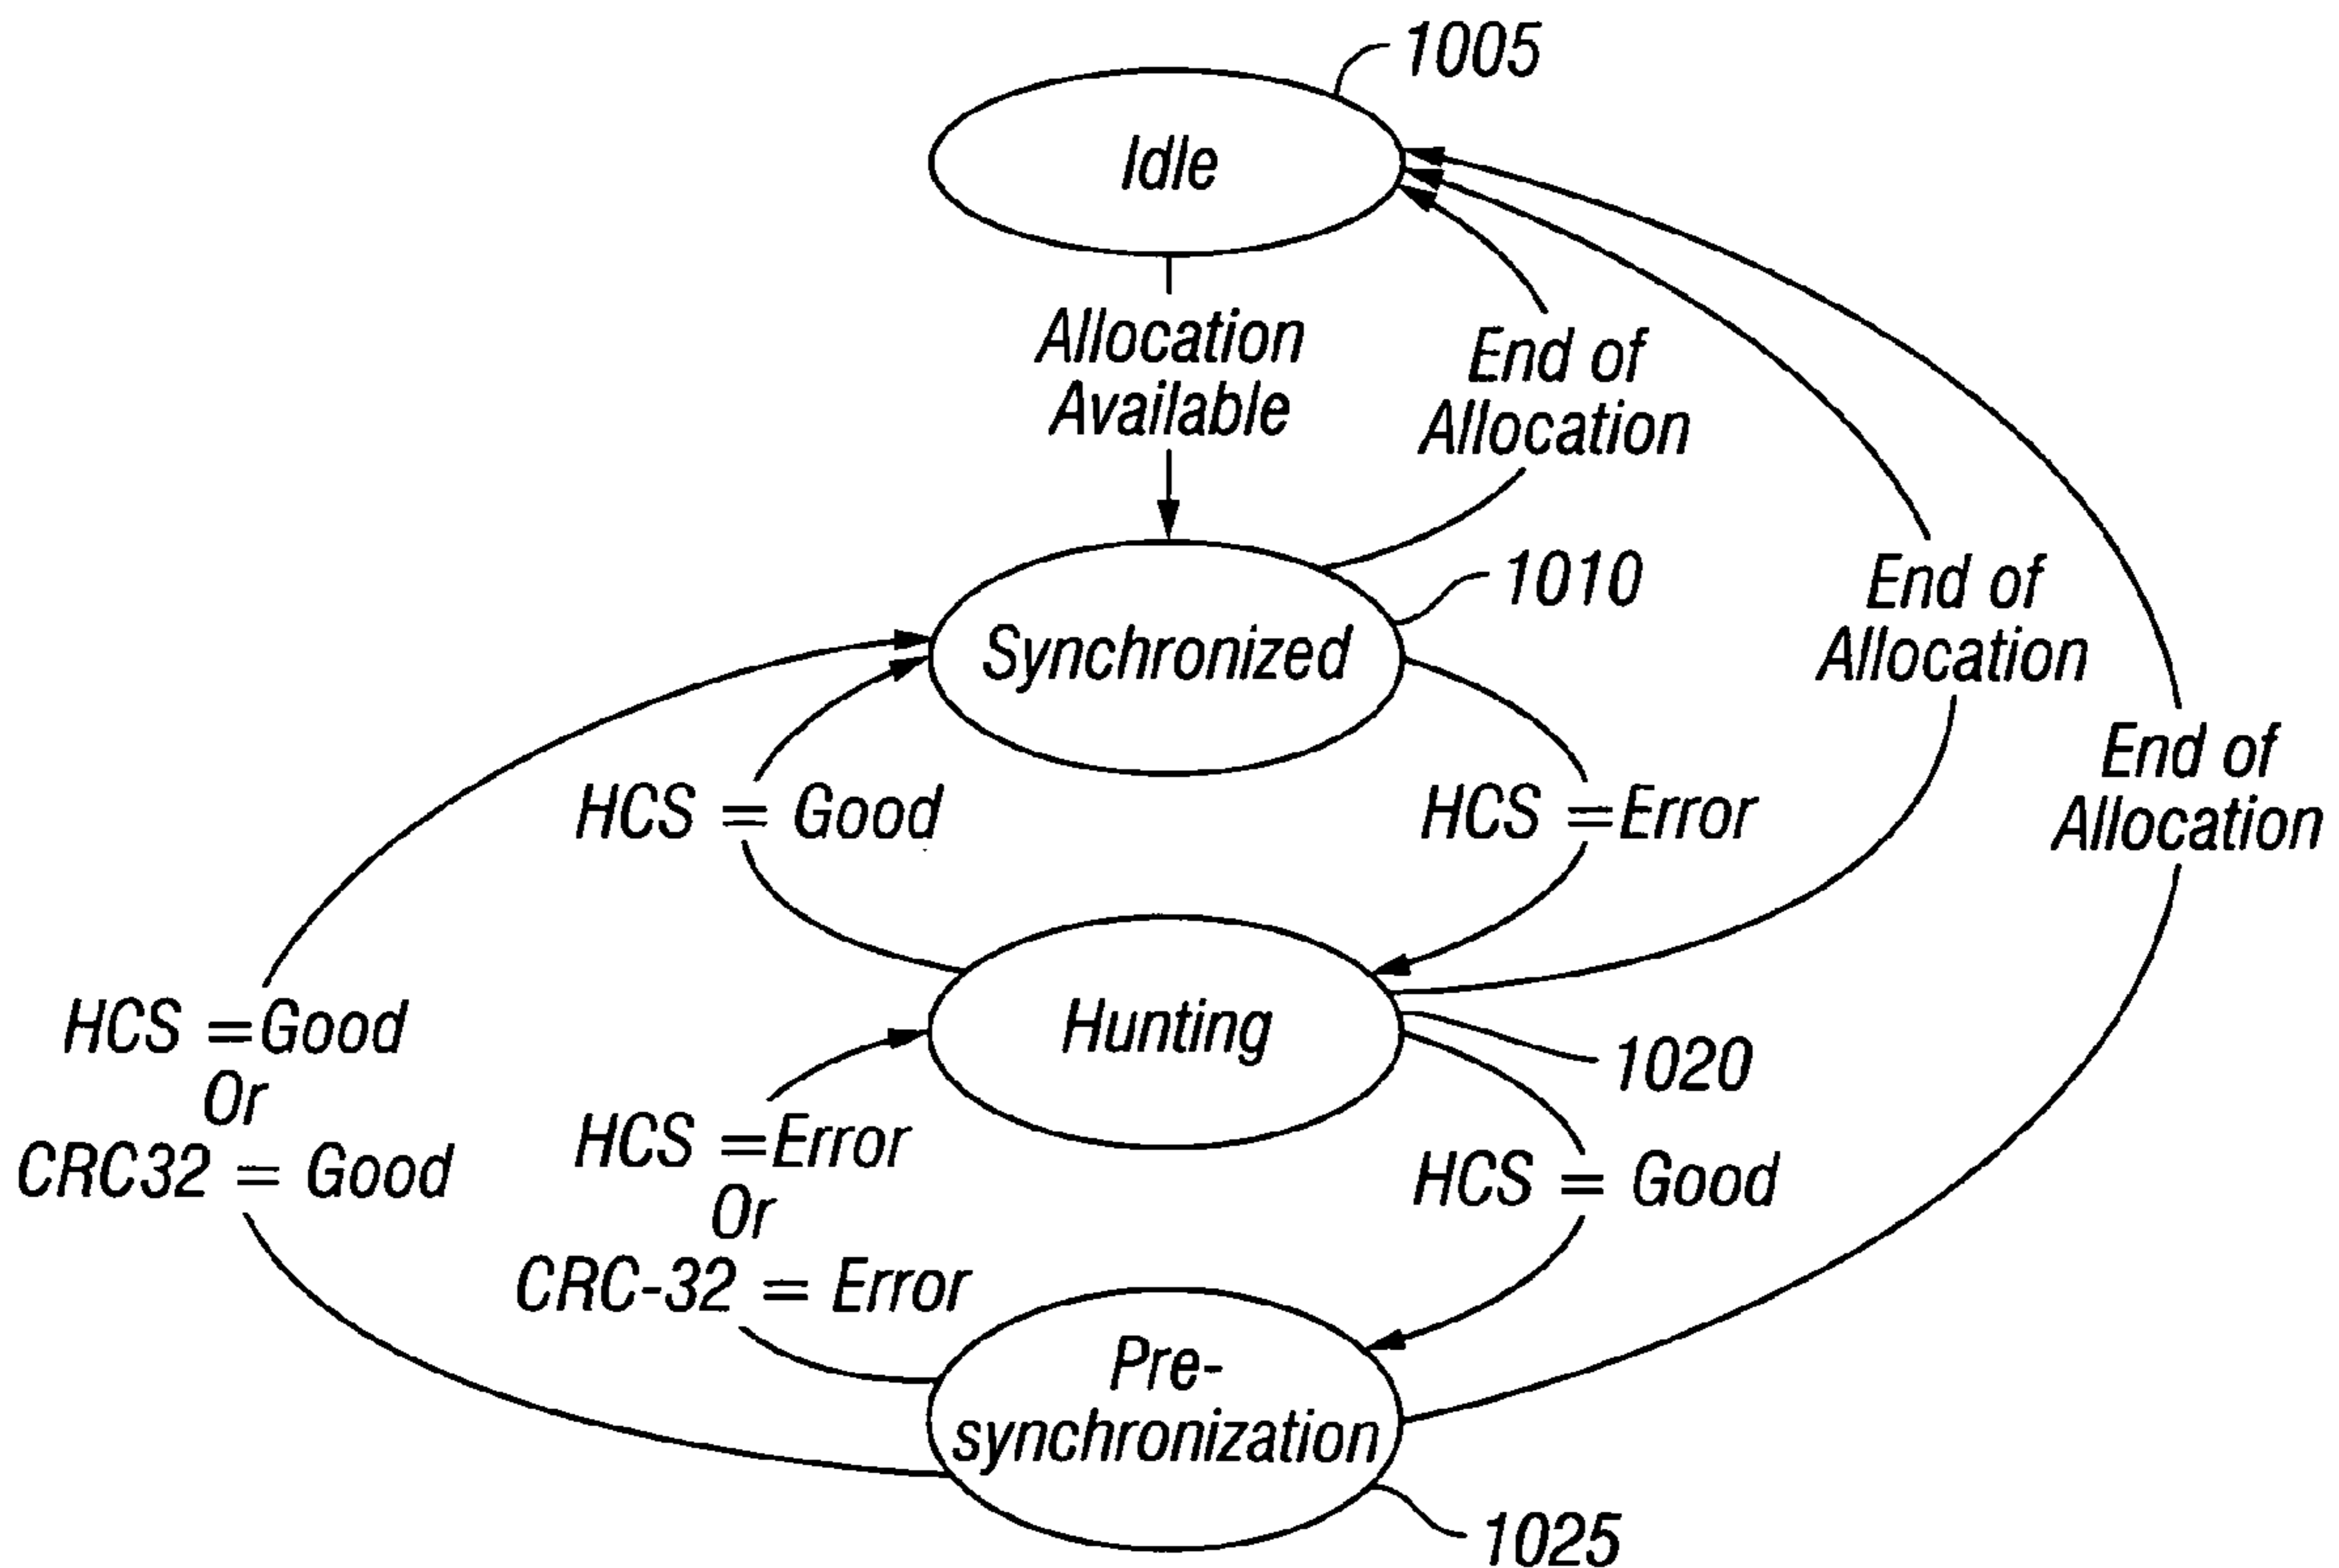 1005
Idle
Allocation
Available
End of
Allocation
1010
End of
Allocation
Synchronized
End of
Allocation
HCS = Good
HCS =Error
Hunting
1020
HCS =Good
Or
CRC32 = Good
HCS =Error
Or
CRC-32 = Error
HCS = Good
Pre-
synchronization
1025